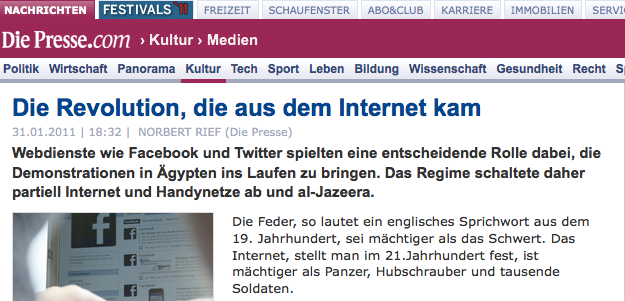 NACHRICHTEN FESTIVALS '11 FREIZEIT SCHAUFENSTER ABO&CLUB KARRIERE IMMOBILIEN SERV
Die Presse.com › Kultur › Medien
Politik Wirtschaft Panorama Kultur Tech Sport Leben Bildung Wissenschaft Gesundheit Recht S
Die Revolution, die aus dem Internet kam
31.01.2011 | 18:32 | NORBERT RIEF (Die Presse)
Webdienste wie Facebook und Twitter spielten eine entscheidende Rolle dabei, die
Demonstrationen in Ägypten ins Laufen zu bringen. Das Regime schaltete daher
partiell Internet und Handynetze ab und al-Jazeera.
Die Feder, so lautet ein englisches Sprichwort aus dem
19. Jahrhundert, sei mächtiger als das Schwert. Das
Internet, stellt man im 21.Jahrhundert fest, ist
mächtiger als Panzer, Hubschrauber und tausende
Soldaten.